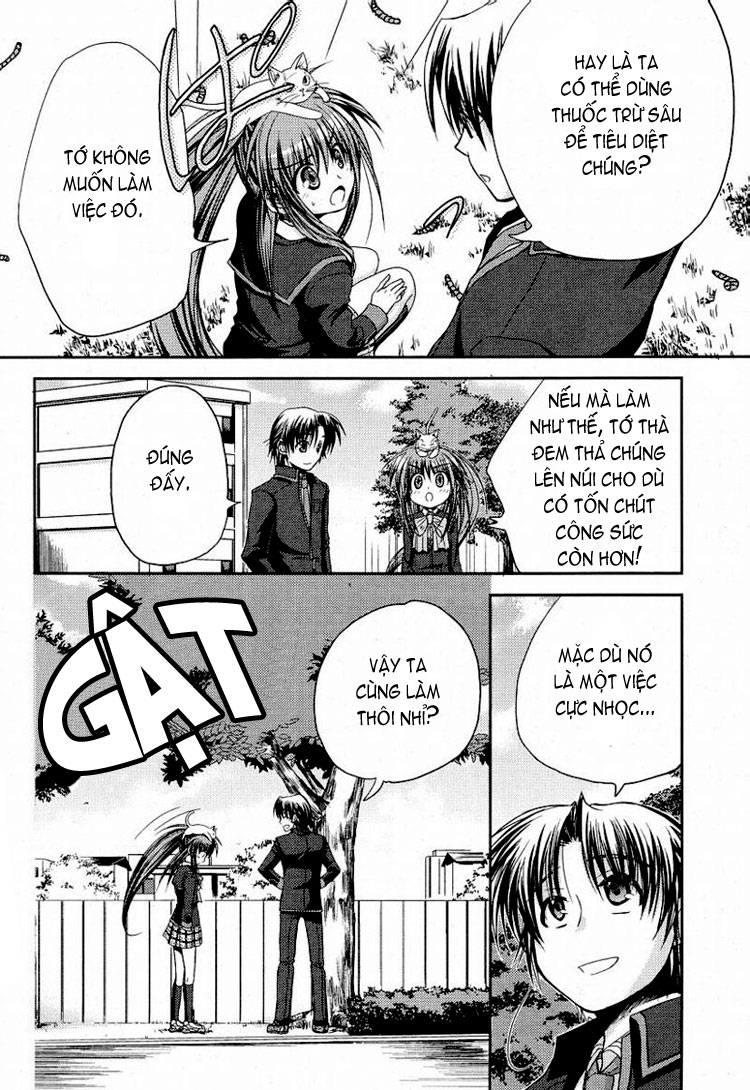 HAY LÀ TA
CÓ THỂ DÙNG
THUỐC TRỪ SÂU
ĐỂ TIÊU DIỆT
CHÚNG?
TỚ KHÔNG
MUỐN LÀM
VIỆC ĐÓ.
NẾU MÀ LÀM
NHƯ THẾ, TỚ THÀ
ĐEM THẢ CHÚNG
LÊN NÚI CHO DÙ
CÓ TỐN CHÚT
CÔNG SỨC
CÒN HƠN!
ĐÚNG
ĐẤY.
MẶC DÙ NÓ
LÀ MỘT VIỆC
CỰC NHỌC...
VẬY TA
CÙNG LÀM
THÔI NHỈ?
GẬT